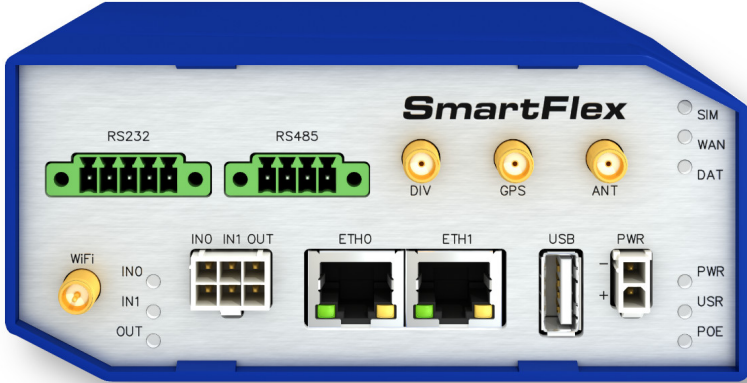 SmartFlex
RS232
RS485
DIV
GPS
ANT
SIM
WAN
DAT
WiFi
IN0
IN1
OUT
IN0 IN1 OUT
ETH0
ETH1
USB
PWR
-
+
PWR
USR
POE